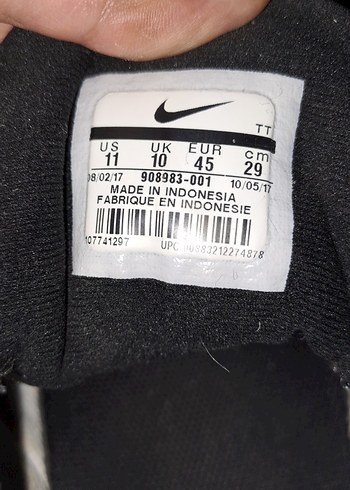 TT
US UK EUR cm
11 10 45 29
08/02/17 908983-001 10/05/17
MADE IN INDONESIA
FABRIQUE EN INDONESIE
107741297 UPC 00883212274878